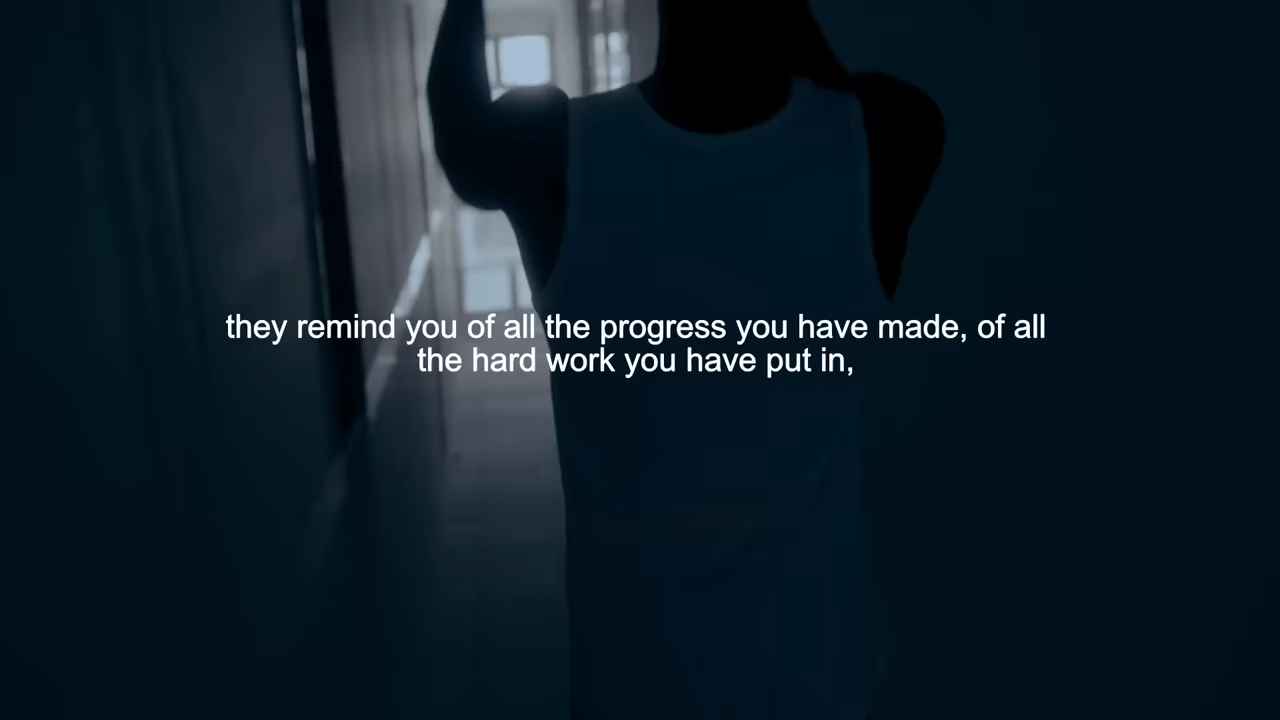 they remind you of all the progress you have made, of all
the hard work you have put in,